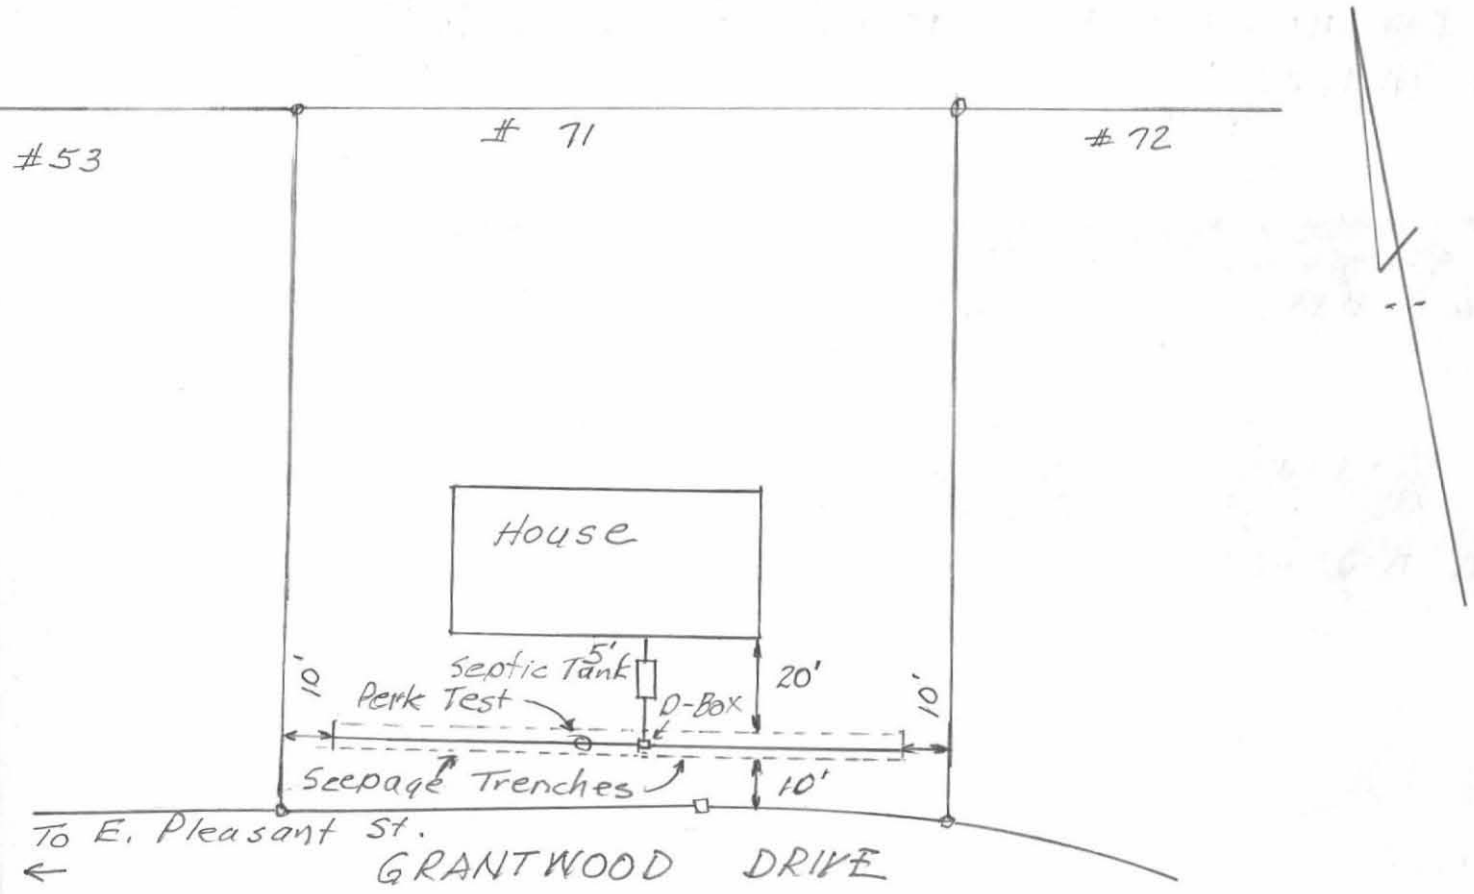 #53
# 71
# 72
House
5'
Septic Tank
20'
10'
10'
Perk Test
D-Box
Seepage Trenches
10'
To E. Pleasant St.
GRANTWOOD DRIVE